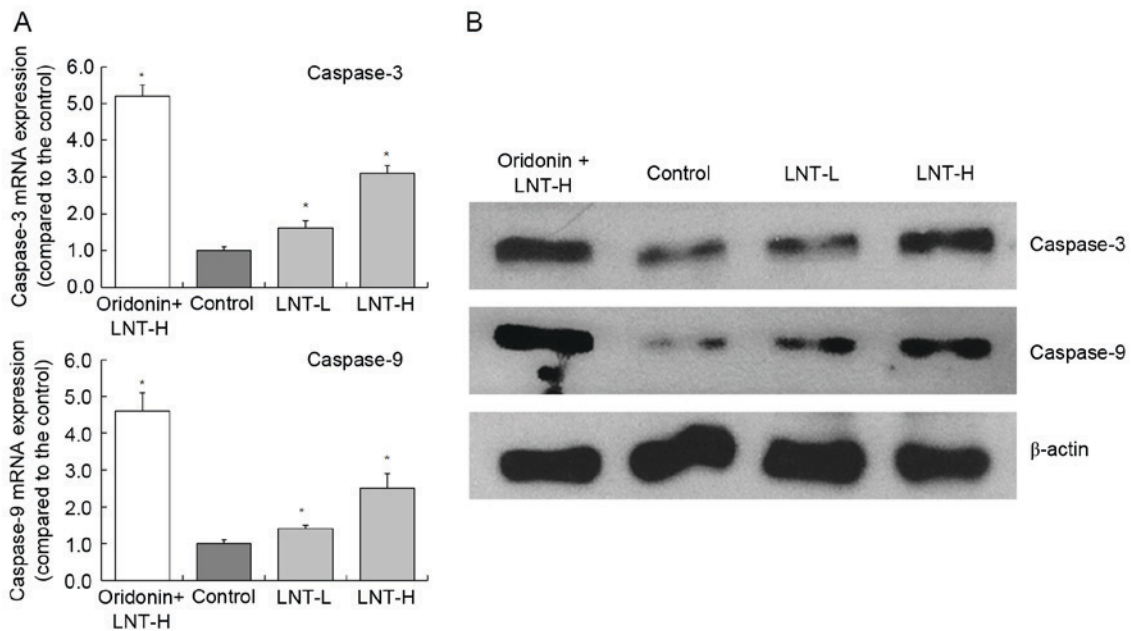 A
Caspase-3 mRNA expression
(compared to the control)
6.0
5.0
4.0
3.0
2.0
1.0
0.0
Caspase-3
*
*
*
Oridonin+
LNT-H
Control
LNT-L
LNT-H
Caspase-9 mRNA expression
(compared to the control)
6.0
5.0
4.0
3.0
2.0
1.0
0.0
Caspase-9
*
*
*
Oridonin+
LNT-H
Control
LNT-L
LNT-H
B
Oridonin +
LNT-H
Control
LNT-L
LNT-H
Caspase-3
Caspase-9
β-actin